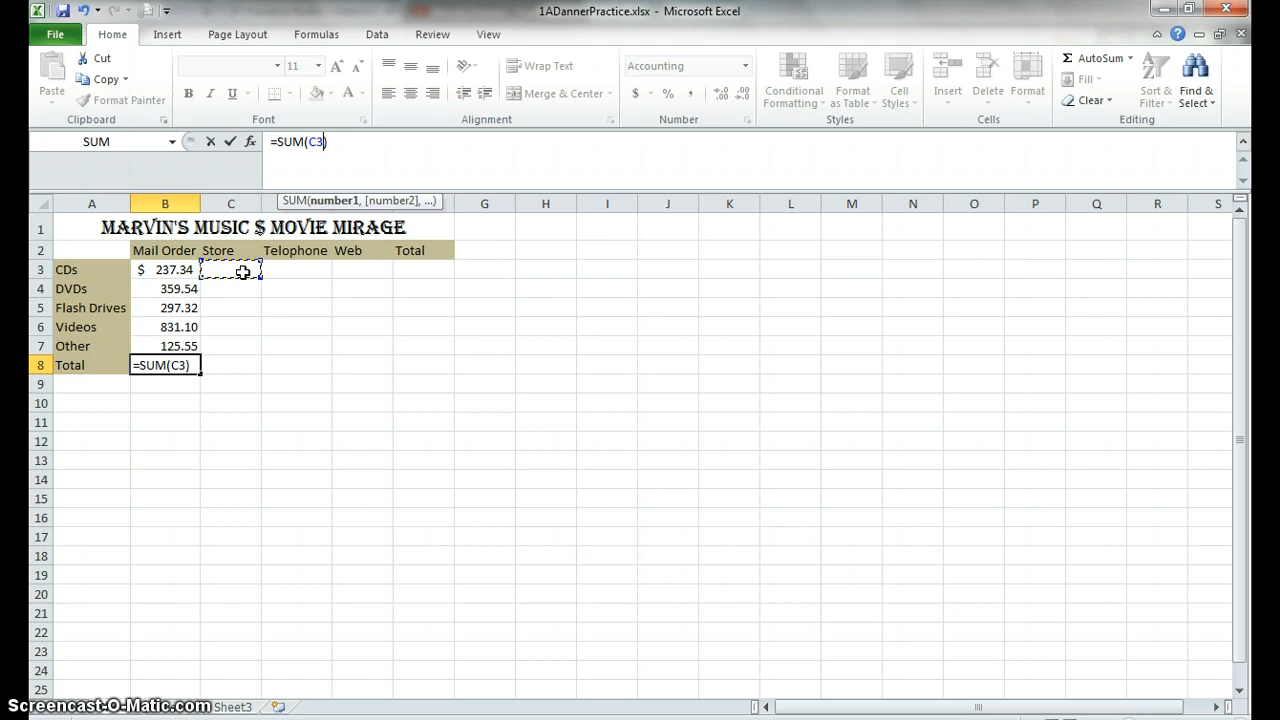 1ADannerPractice.xlsx - Microsoft Excel
File Home Insert Page Layout Formulas Data Review View
Paste
Cut
Copy
Format Painter
Clipboard
11
B I U A
Font
Wrap Text
Merge & Center
Alignment
Accounting
$ % ,
Number
Conditional Formatting
Format as Table
Cell Styles
Styles
Insert Delete Format
Cells
Σ AutoSum
Fill
Clear
Sort & Filter
Find & Select
Editing
SUM fx =SUM(C3)
SUM(number1, [number2], ...)
A B C G H I J K L M N O P Q R S
1 MARVIN'S MUSIC $ MOVIE MIRAGE
2 Mail Order Store Telophone Web Total
3 CDs $ 237.34
4 DVDs 359.54
5 Flash Drives 297.32
6 Videos 831.10
7 Other 125.55
8 Total =SUM(C3)
9
10
11
12
13
14
15
16
17
18
19
20
21
22
23
24
25
Screencast-O-Matic.com Sheet3